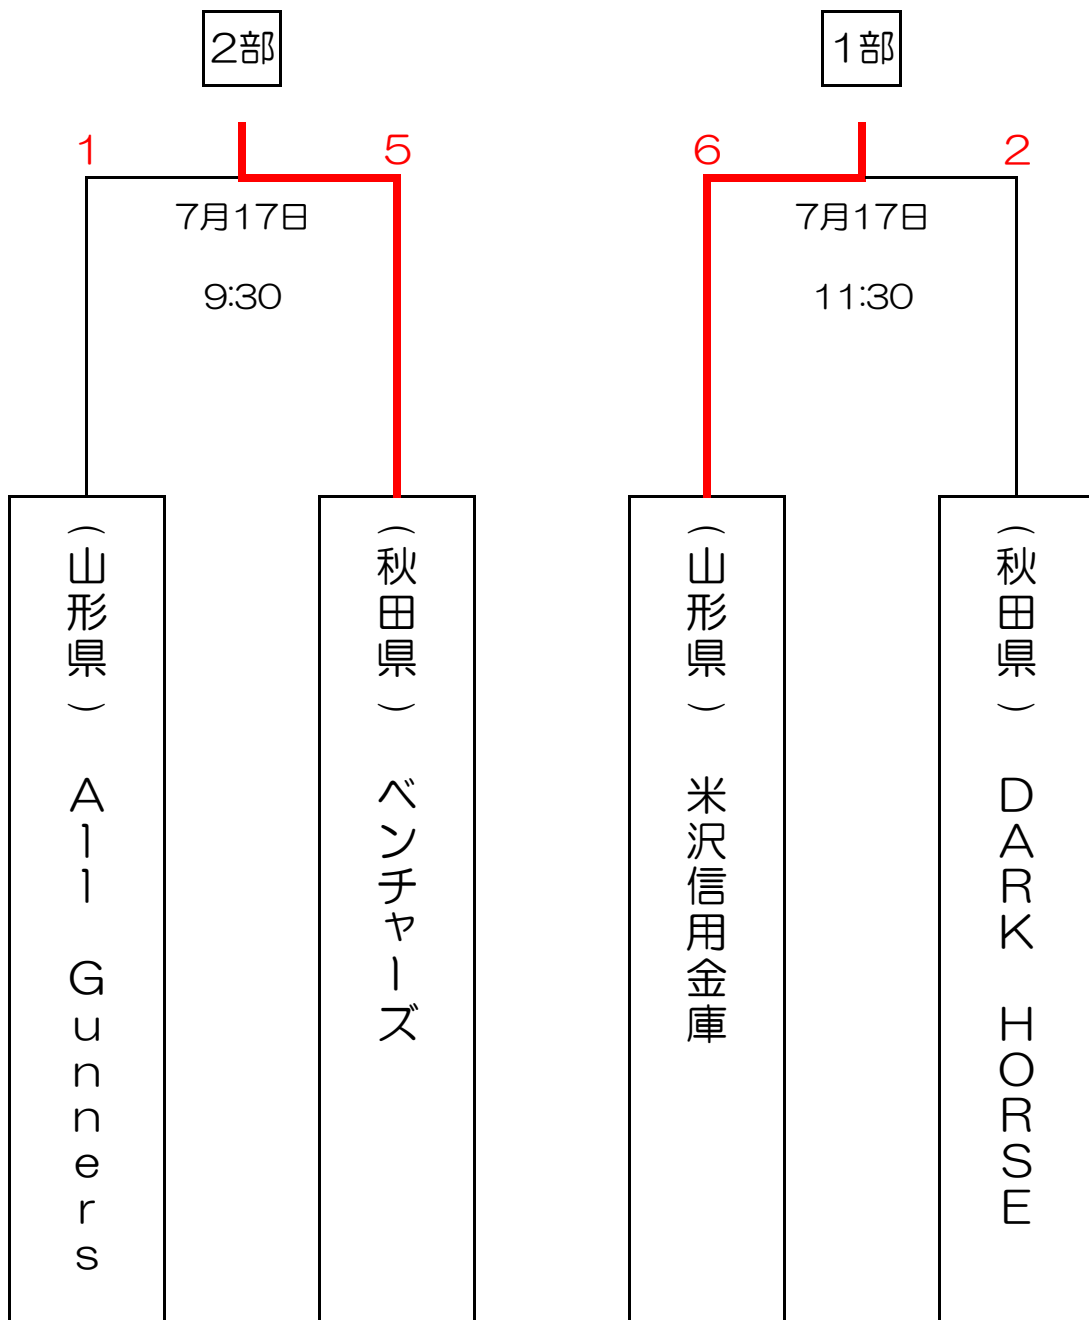 2部
1部
1
5
6
2
7月17日
7月17日
9:30
11:30
（山形県） All Gunners
（秋田県） ベンチャーズ
（山形県） 米沢信用金庫
（秋田県） DARK HORSE